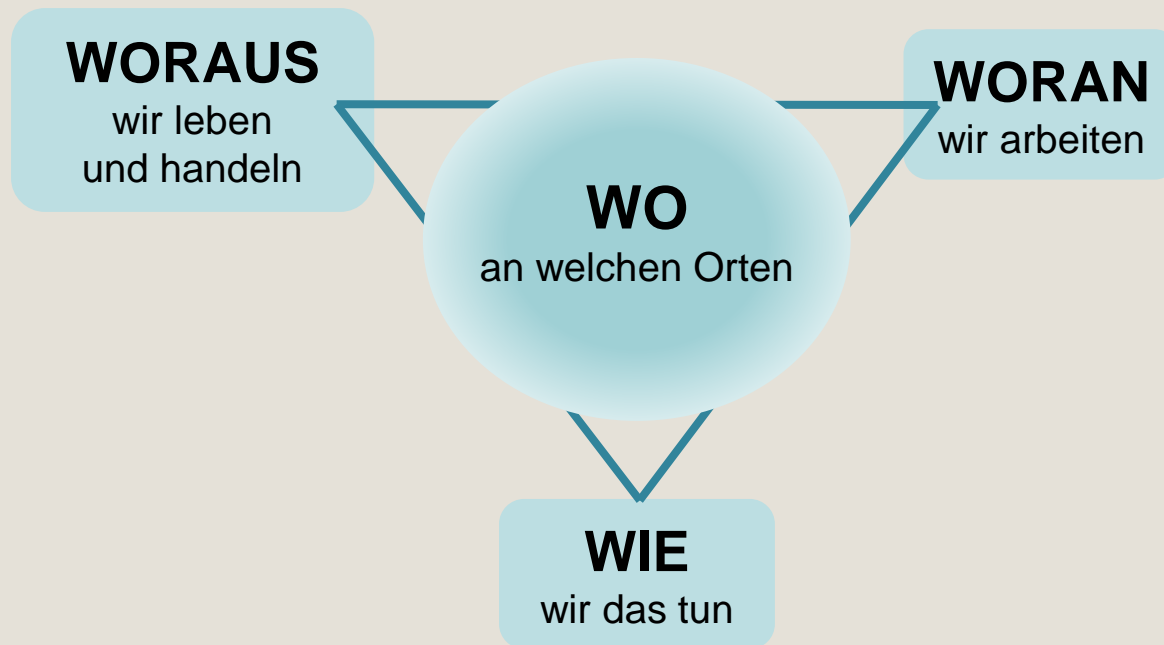 WORAUS
wir leben
und handeln
WORAN
wir arbeiten
WO
an welchen Orten
WIE
wir das tun